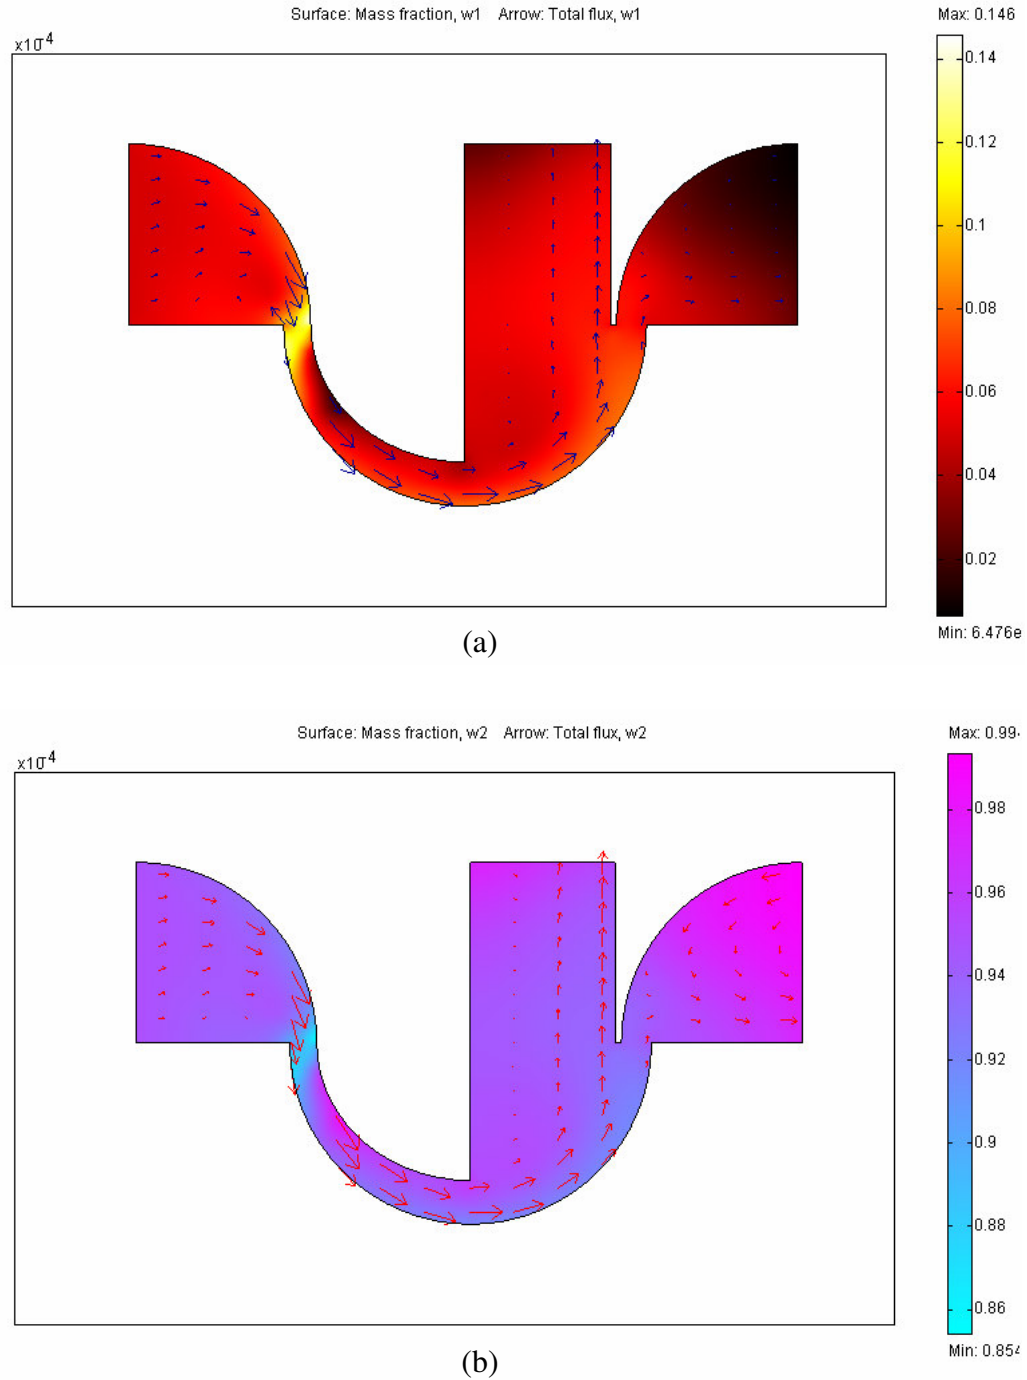 Surface: Mass fraction, w1 Arrow: Total flux, w1
Max: 0.146
x10-4
0.14
0.12
0.1
0.08
0.06
0.04
0.02
Min: 6.476e
(a)
Surface: Mass fraction, w2 Arrow: Total flux, w2
Max: 0.994
x10-4
0.98
0.96
0.94
0.92
0.9
0.88
0.86
Min: 0.854
(b)